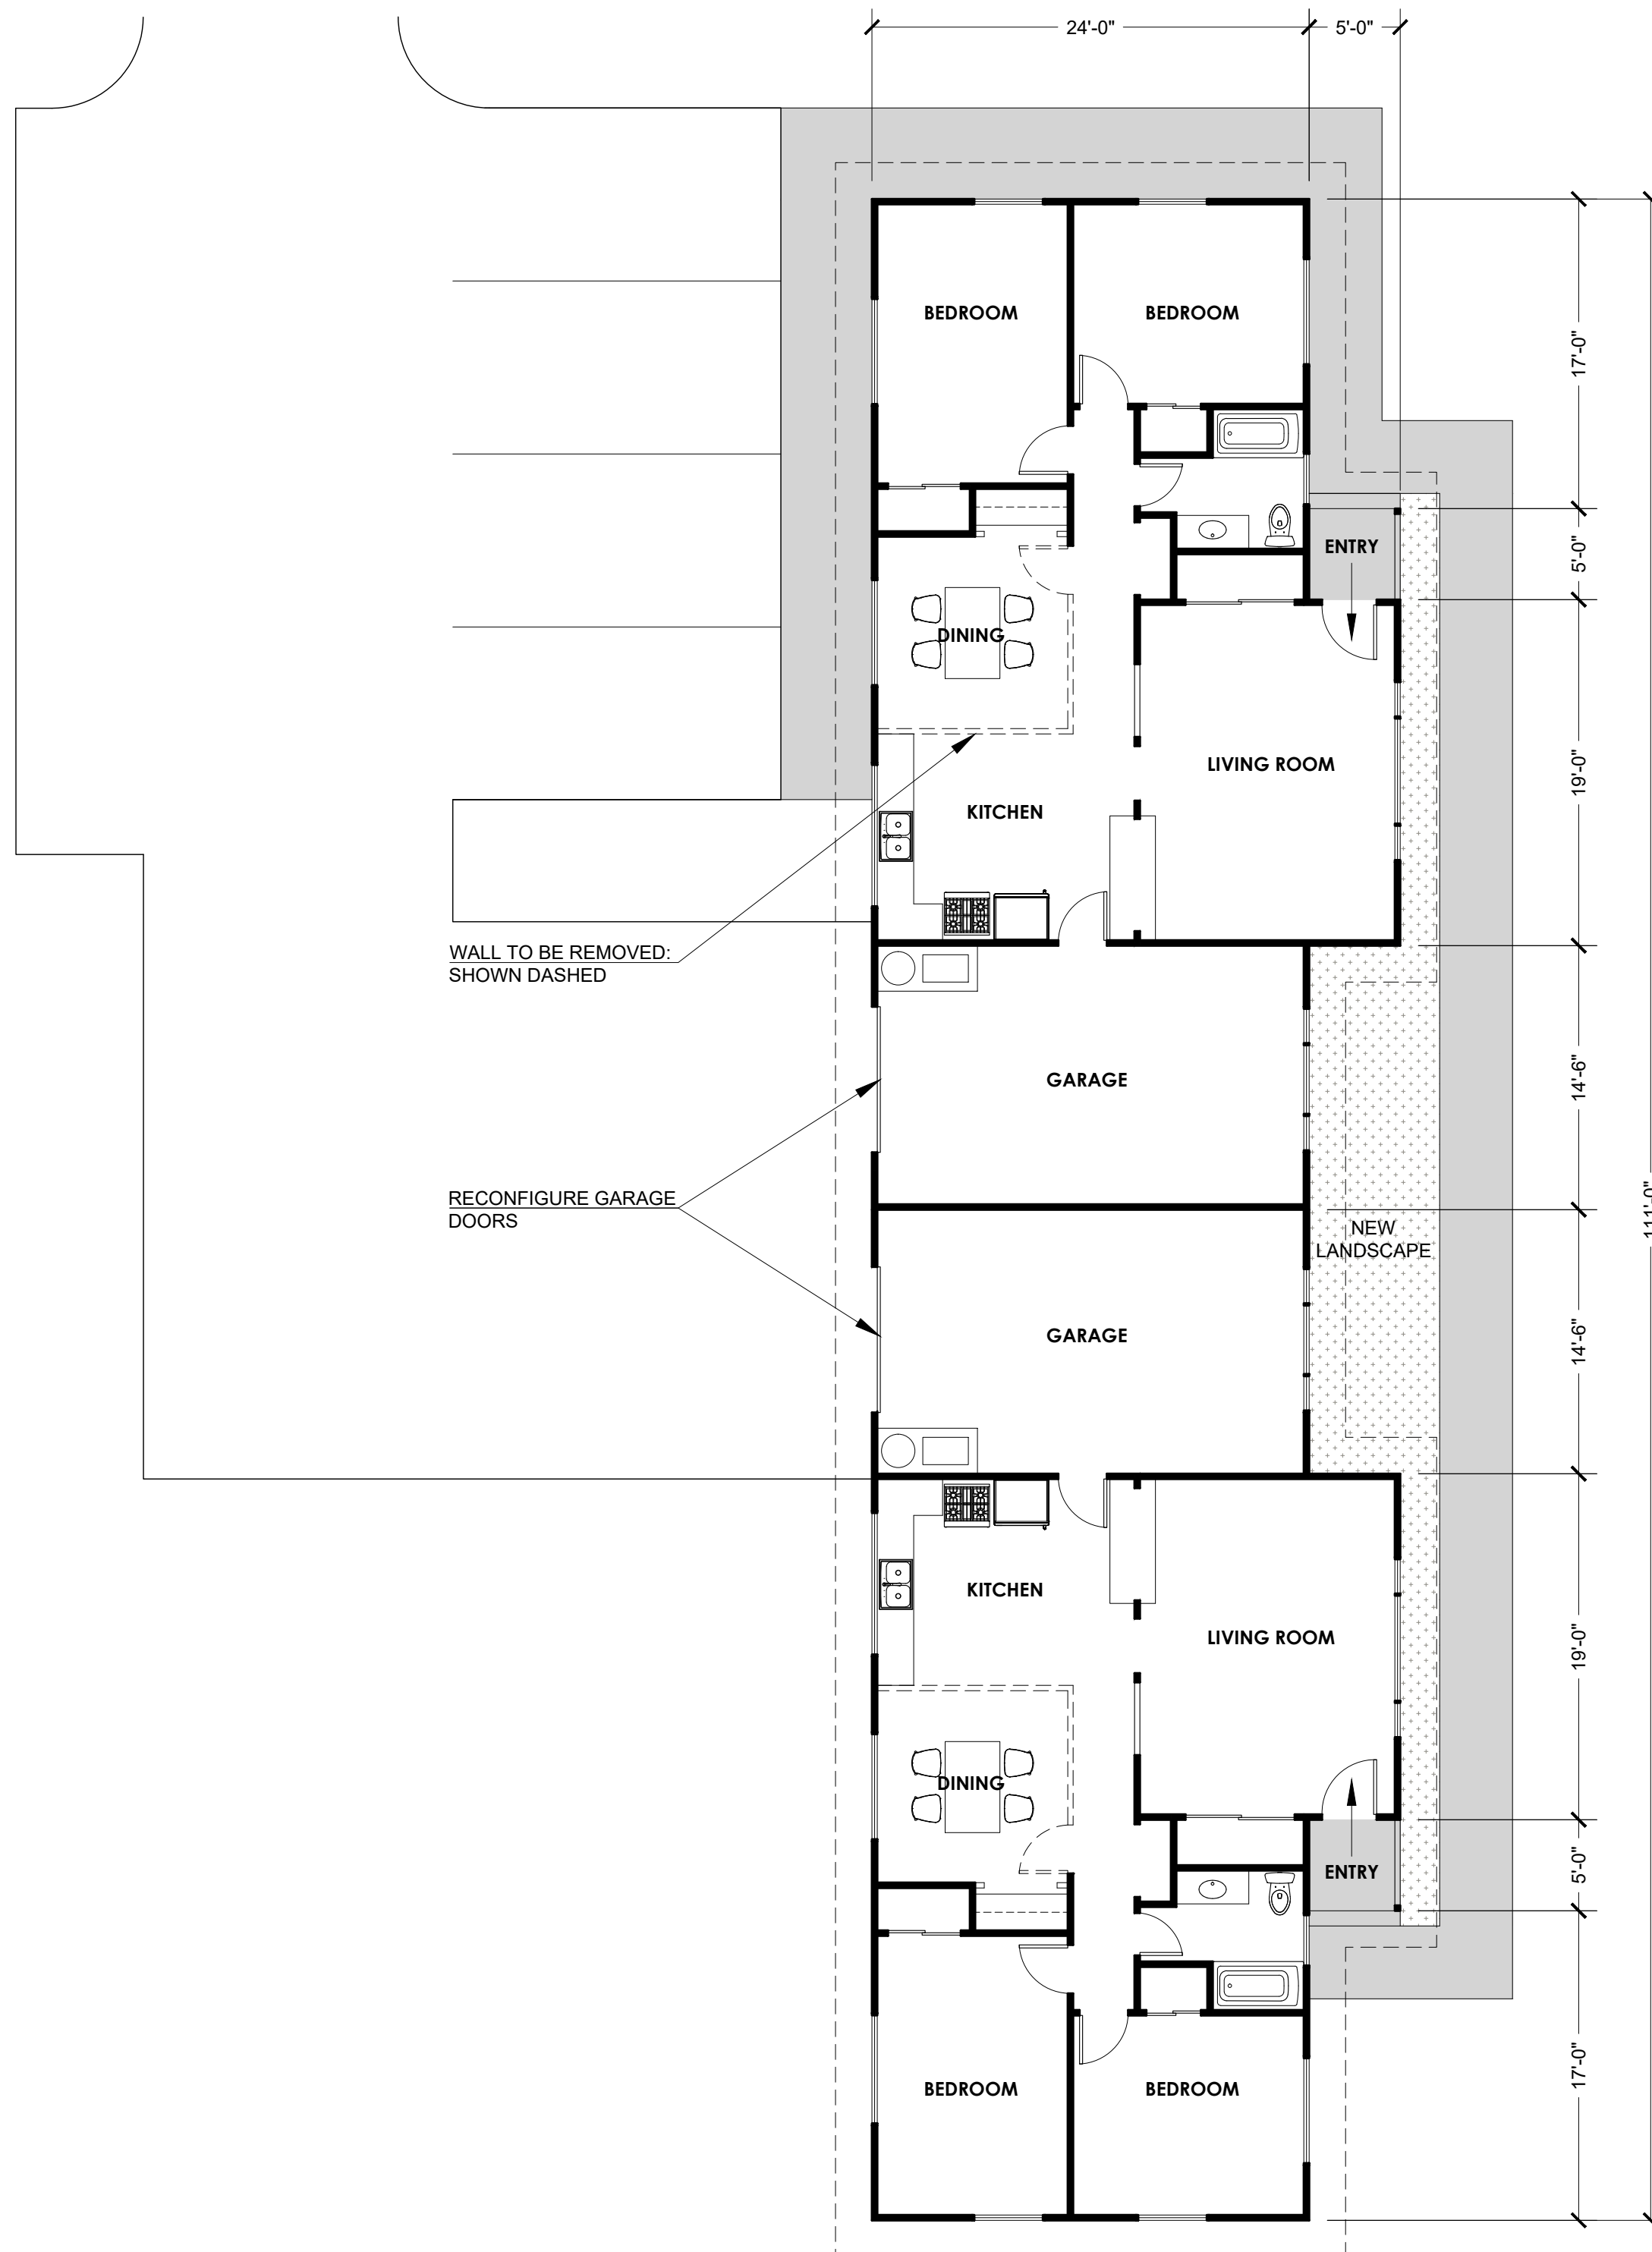 24'-0"
5'-0"
BEDROOM
BEDROOM
17'-0"
ENTRY
5'-0"
DINING
LIVING ROOM
19'-0"
KITCHEN
WALL TO BE REMOVED:
SHOWN DASHED
GARAGE
14'-6"
RECONFIGURE GARAGE
DOORS
NEW
LANDSCAPE
111'-0"
GARAGE
14'-6"
KITCHEN
LIVING ROOM
19'-0"
DINING
ENTRY
5'-0"
BEDROOM
BEDROOM
17'-0"